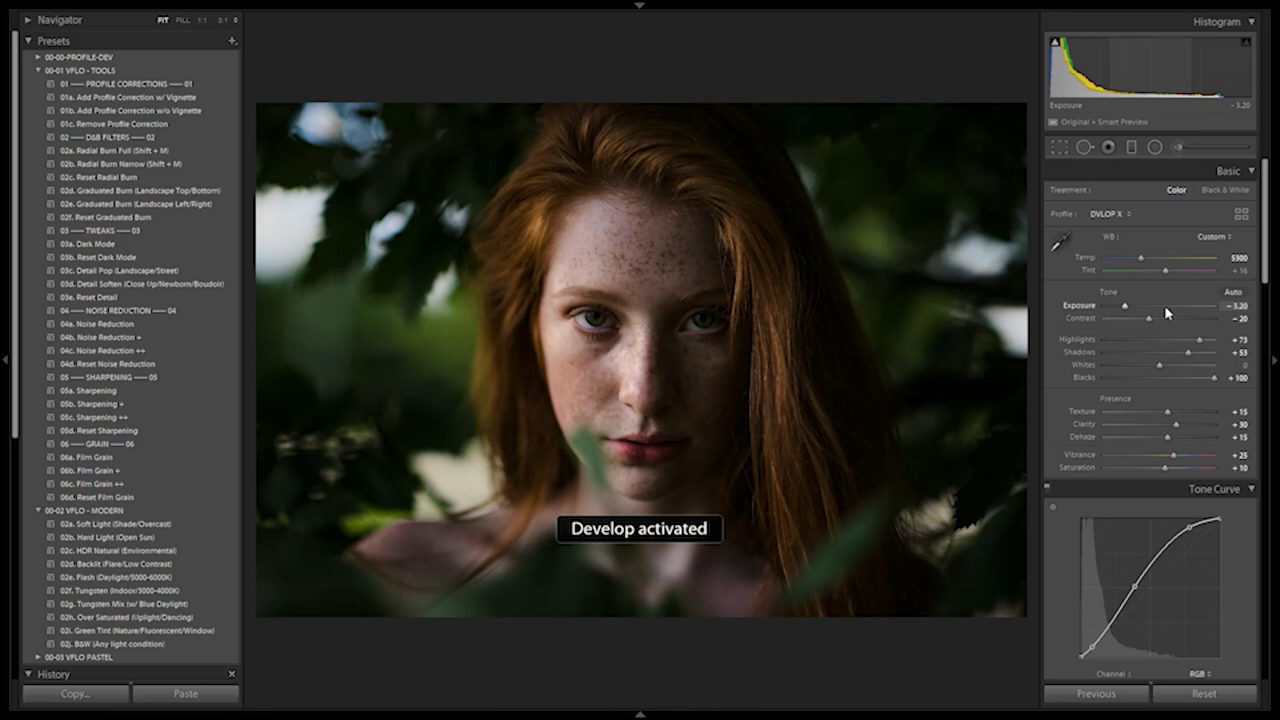 Navigator FIT FILL 1:1 3:1
Presets
00-00-PROFILE-DEV
00-01 VFLO - TOOLS
01 —— PROFILE CORRECTIONS —— 01
01a. Add Profile Correction w/ Vignette
01b. Add Profile Correction w/o Vignette
01c. Remove Profile Correction
02 —— D&B FILTERS —— 02
02a. Radial Burn Full (Shift + M)
02b. Radial Burn Narrow (Shift + M)
02c. Reset Radial Burn
02d. Graduated Burn (Landscape Top/Bottom)
02e. Graduated Burn (Landscape Left/Right)
02f. Reset Graduated Burn
03 —— TWEAKS —— 03
03a. Dark Mode
03b. Reset Dark Mode
03c. Detail Pop (Landscape/Street)
03d. Detail Soften (Close Up/Newborn/Boudoir)
03e. Reset Detail
04 —— NOISE REDUCTION —— 04
04a. Noise Reduction
04b. Noise Reduction +
04c. Noise Reduction ++
04d. Reset Noise Reduction
05 —— SHARPENING —— 05
05a. Sharpening
05b. Sharpening +
05c. Sharpening ++
05d. Reset Sharpening
06 —— GRAIN —— 06
06a. Film Grain
06b. Film Grain +
06c. Film Grain ++
06d. Reset Film Grain
00-02 VFLO - MODERN
02a. Soft Light (Shade/Overcast)
02b. Hard Light (Open Sun)
02c. HDR Natural (Environmental)
02d. Backlit (Flare/Low Contrast)
02e. Flash (Daylight/5000-6000K)
02f. Tungsten (Indoor/3000-4000K)
02g. Tungsten Mix (w/ Blue Daylight)
02h. Over Saturated (Uplight/Dancing)
02i. Green Tint (Nature/Fluorescent/Window)
02j. B&W (Any light condition)
00-03 VFLO PASTEL
History
Copy... Paste
Develop activated
Histogram
Exposure - 3.20
Original + Smart Preview
Basic
Treatment : Color Black & White
Profile : DVLOP X
WB : Custom
Temp 5300
Tint + 16
Tone Auto
Exposure - 3.20
Contrast - 20
Highlights + 73
Shadows + 53
Whites 0
Blacks + 100
Presence
Texture + 15
Clarity + 30
Dehaze + 15
Vibrance + 25
Saturation + 10
Tone Curve
Channel : RGB
Previous Reset